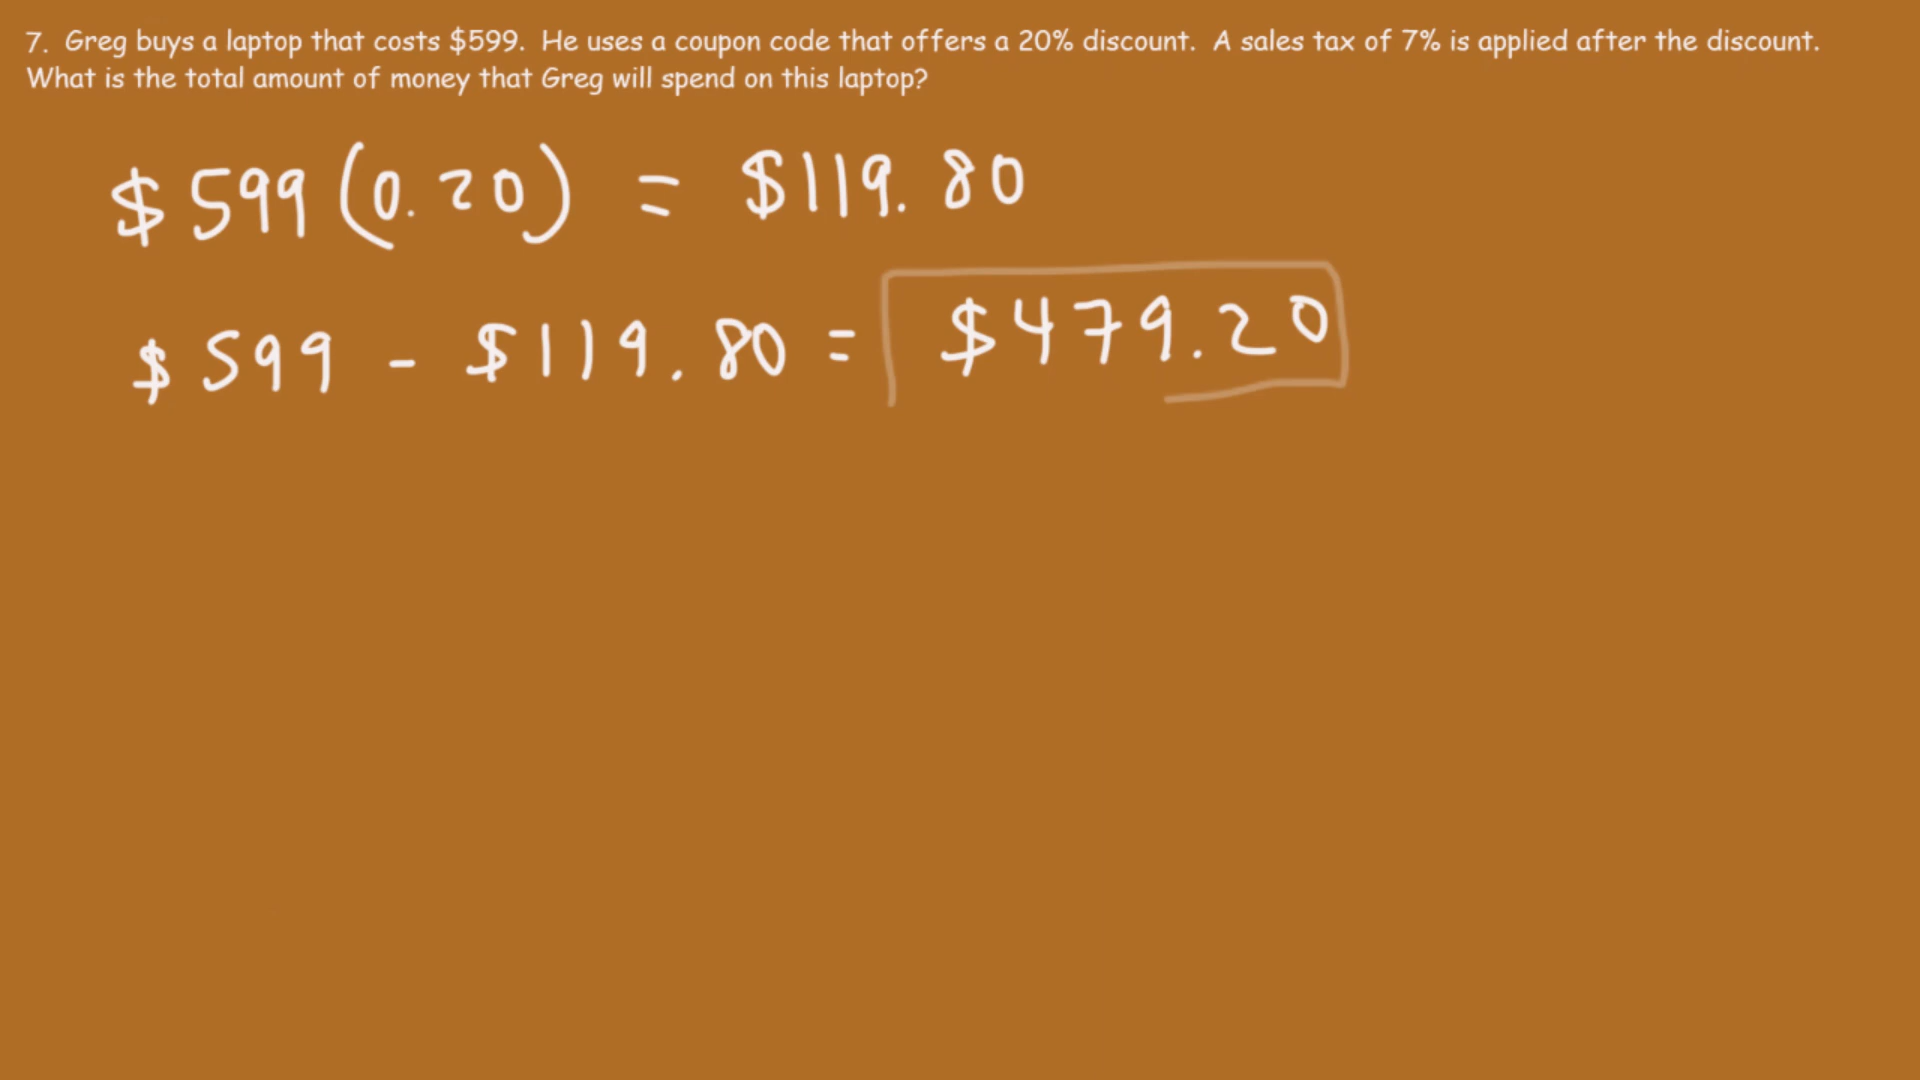 7. Greg buys a laptop that costs $599. He uses a coupon code that offers a 20% discount. A sales tax of 7% is applied after the discount.
What is the total amount of money that Greg will spend on this laptop?
$599(0.20) = $119.80
$599 - $119.80 = $479.20